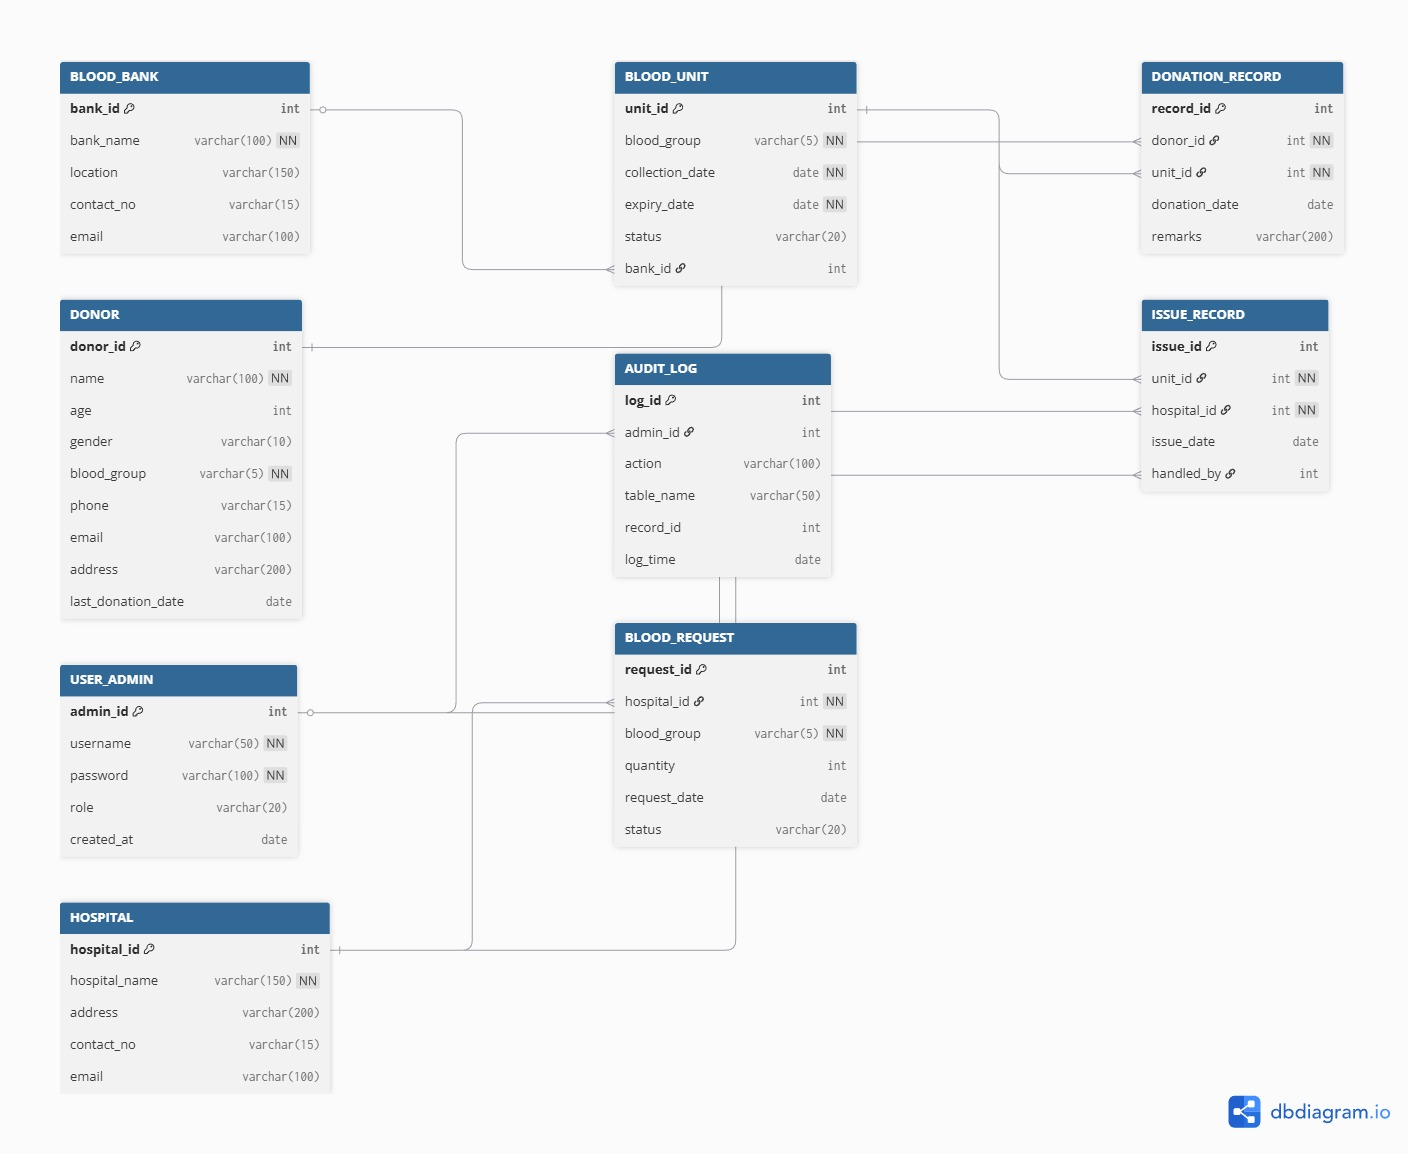 BLOOD_BANK
bank_id int
bank_name varchar(100) NN
location varchar(150)
contact_no varchar(15)
email varchar(100)
BLOOD_UNIT
unit_id int
blood_group varchar(5) NN
collection_date date NN
expiry_date date NN
status varchar(20)
bank_id int
DONATION_RECORD
record_id int
donor_id int NN
unit_id int NN
donation_date date
remarks varchar(200)
DONOR
donor_id int
name varchar(100) NN
age int
gender varchar(10)
blood_group varchar(5) NN
phone varchar(15)
email varchar(100)
address varchar(200)
last_donation_date date
AUDIT_LOG
log_id int
admin_id int
action varchar(100)
table_name varchar(50)
record_id int
log_time date
ISSUE_RECORD
issue_id int
unit_id int NN
hospital_id int NN
issue_date date
handled_by int
USER_ADMIN
admin_id int
username varchar(50) NN
password varchar(100) NN
role varchar(20)
created_at date
BLOOD_REQUEST
request_id int
hospital_id int NN
blood_group varchar(5) NN
quantity int
request_date date
status varchar(20)
HOSPITAL
hospital_id int
hospital_name varchar(150) NN
address varchar(200)
contact_no varchar(15)
email varchar(100)
dbdiagram.io